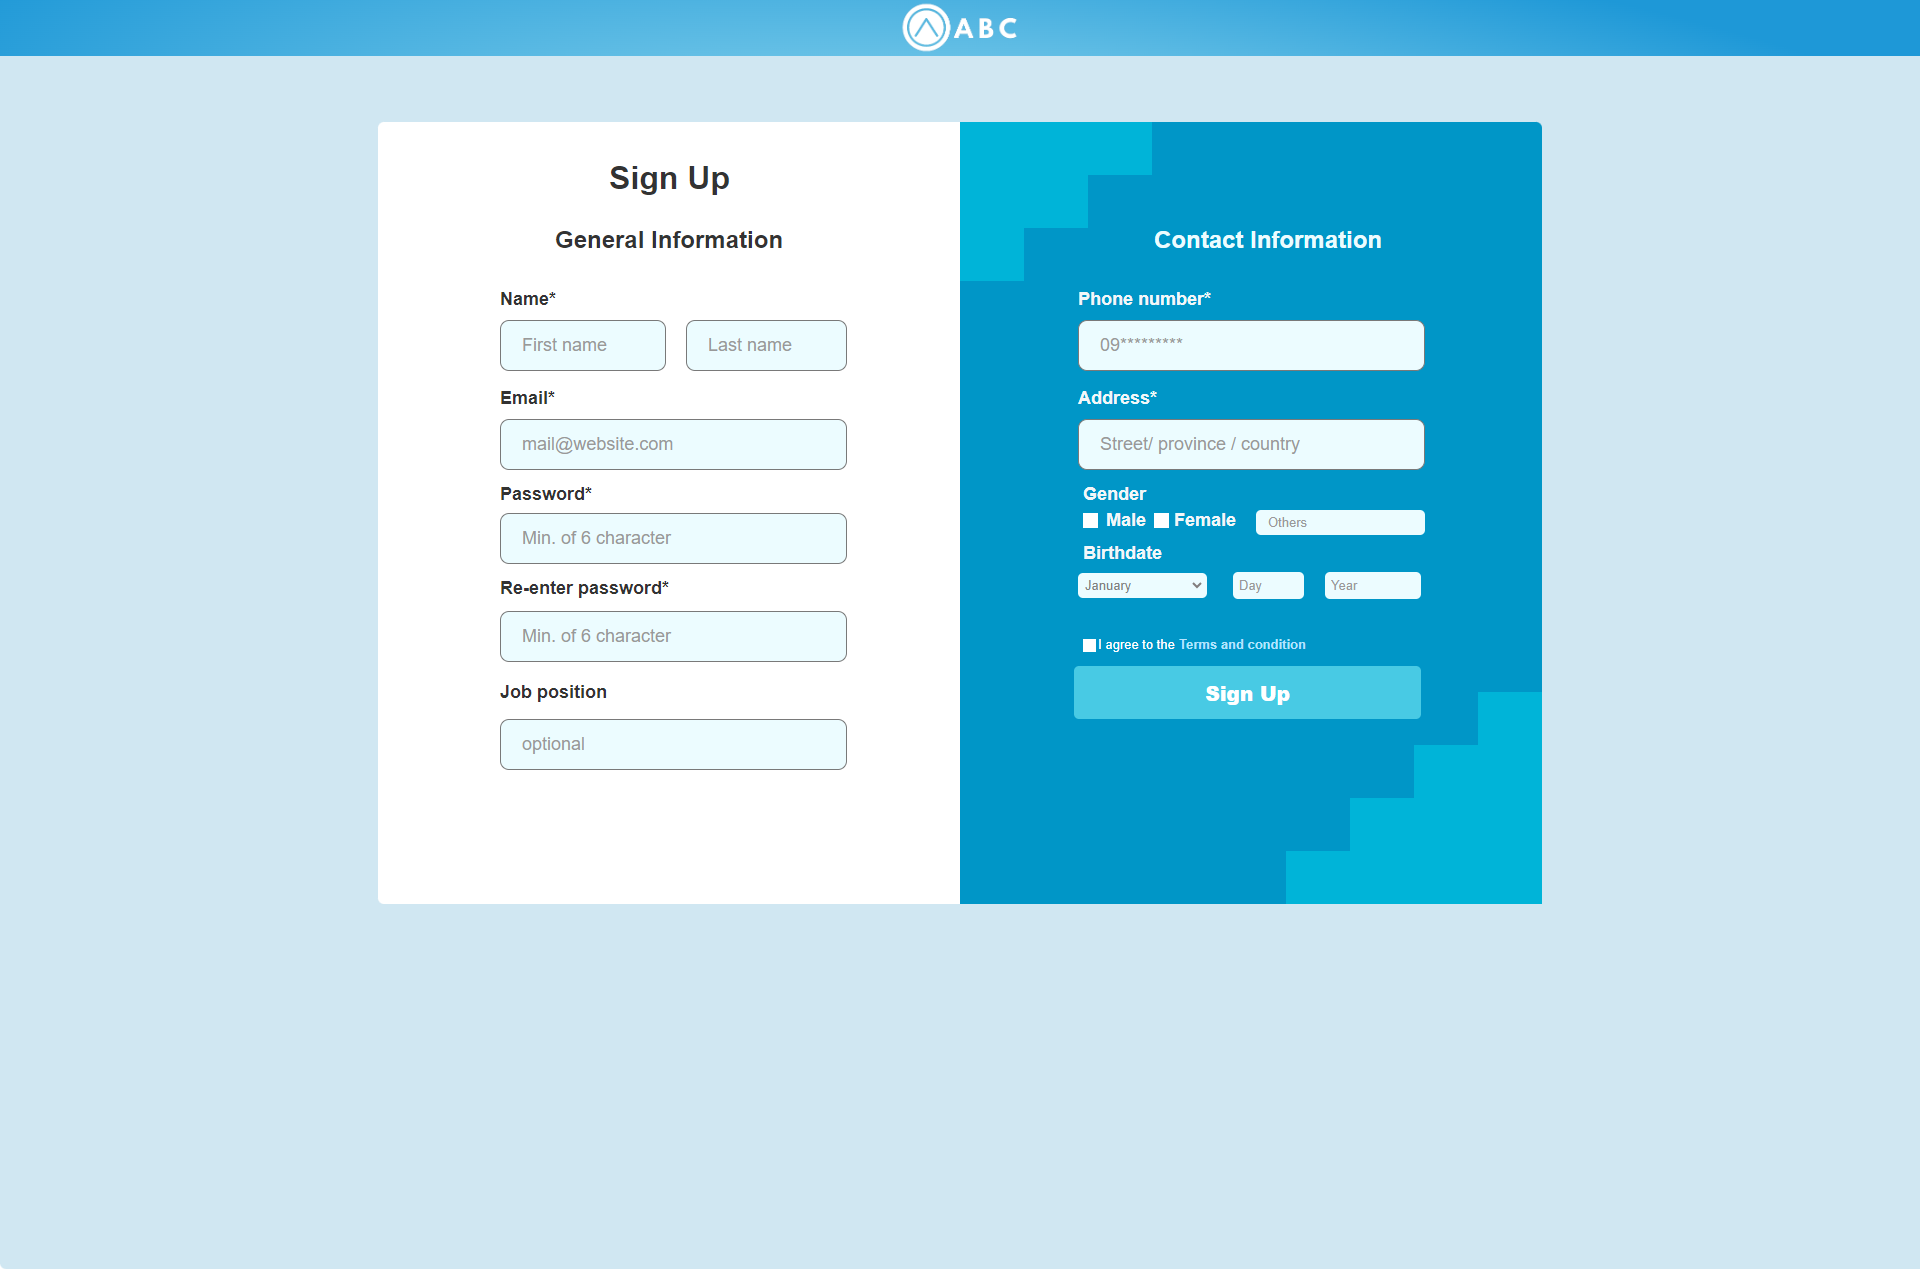 ABC
Sign Up
General Information
Name*
First name
Last name
Email*
mail@website.com
Password*
Min. of 6 character
Re-enter password*
Min. of 6 character
Job position
optional
Contact Information
Phone number*
09*********
Address*
Street/ province / country
Gender
Male Female Others
Birthdate
January Day Year
I agree to the Terms and condition
Sign Up